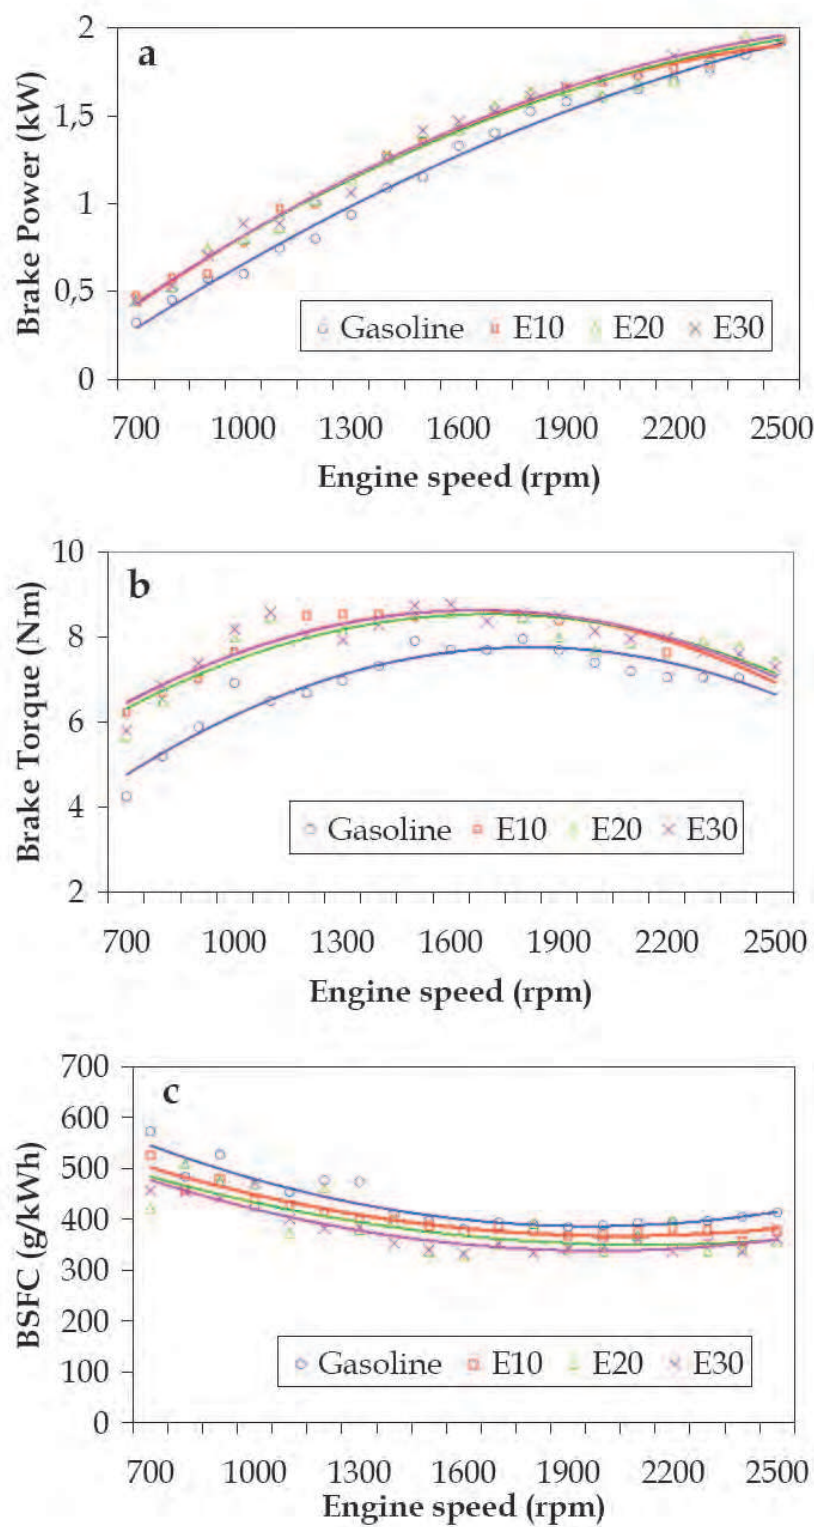 a
Brake Power (kW)
2
1,5
1
0,5
0
Gasoline E10 E20 E30
700 1000 1300 1600 1900 2200 2500
Engine speed (rpm)
b
Brake Torque (Nm)
10
8
6
4
2
Gasoline E10 E20 E30
700 1000 1300 1600 1900 2200 2500
Engine speed (rpm)
c
BSFC (g/kWh)
700
600
500
400
300
200
100
0
Gasoline E10 E20 E30
700 1000 1300 1600 1900 2200 2500
Engine speed (rpm)